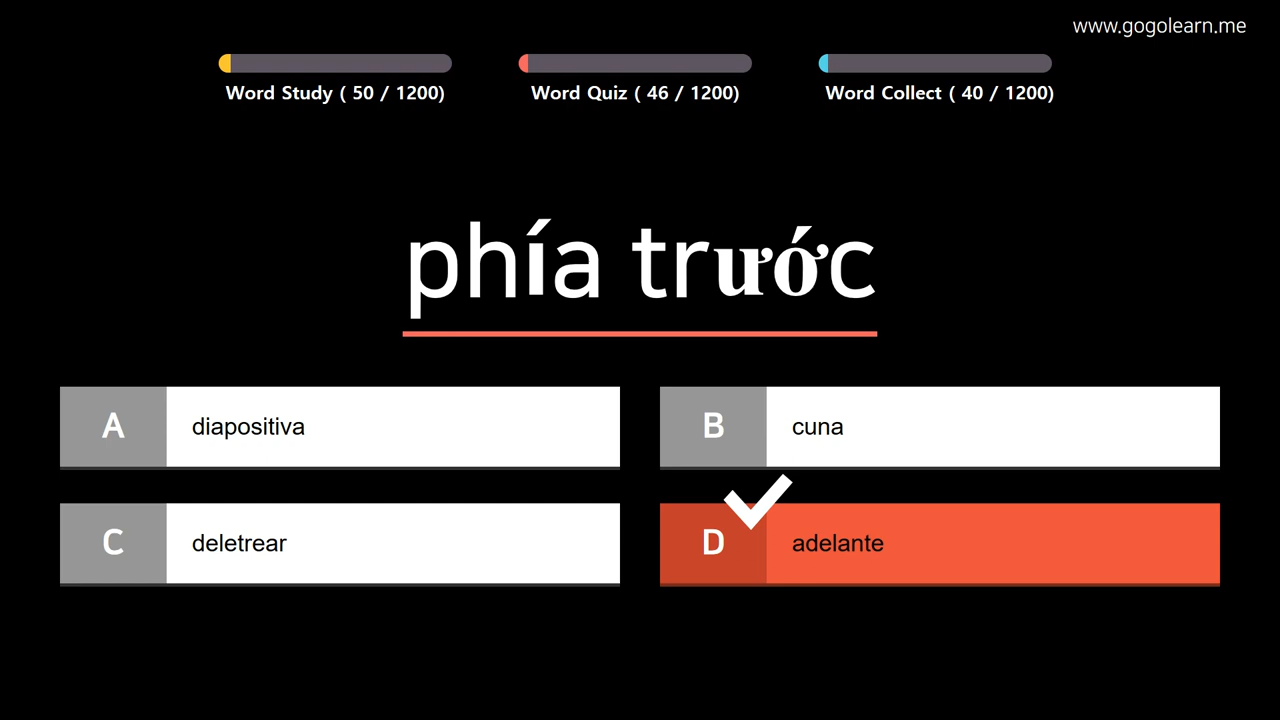 www.gogolearn.me
Word Study ( 50 / 1200)
Word Quiz ( 46 / 1200)
Word Collect ( 40 / 1200)
phía trước
A diapositiva
B cuna
C deletrear
D adelante